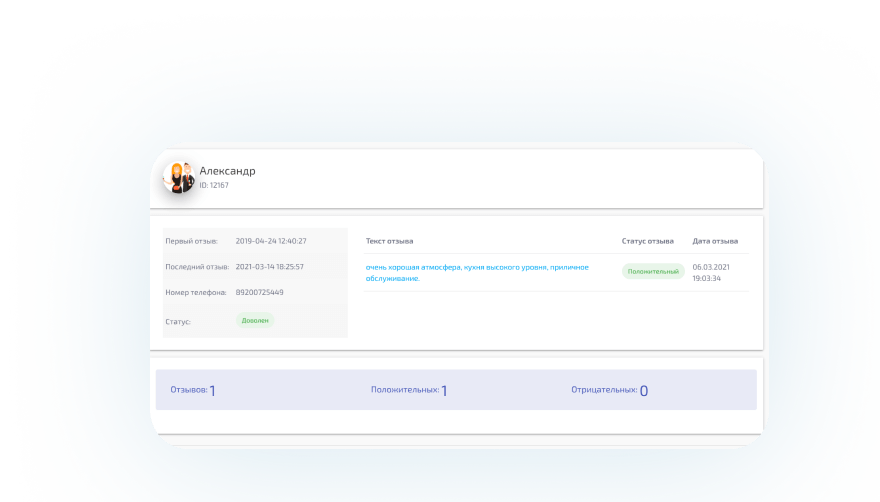 Александр
ID: 12167
Первый отзыв: 2019-04-24 12:40:27
Последний отзыв: 2021-03-14 18:25:57
Номер телефона: 89200725449
Статус: Доволен
Текст отзыва Статус отзыва Дата отзыва
очень хорошая атмосфера, кухня высокого уровня, приличное
обслуживание.
Положительный
06.03.2021
19:03:34
Отзывов: 1 Положительных: 1 Отрицательных: 0